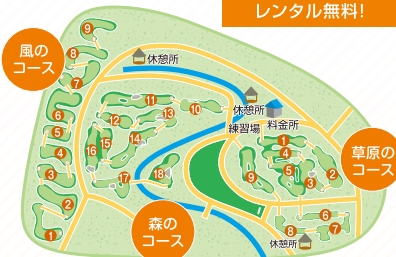 レンタル無料!
風の
コース
9
8
7
6
5
4
3
2
1
休憩所
休憩所
練習場
料金所
11
10
12
13
15
14
16
17
18
森の
コース
草原の
コース
1
4
5
3
2
9
6
8
7
休憩所